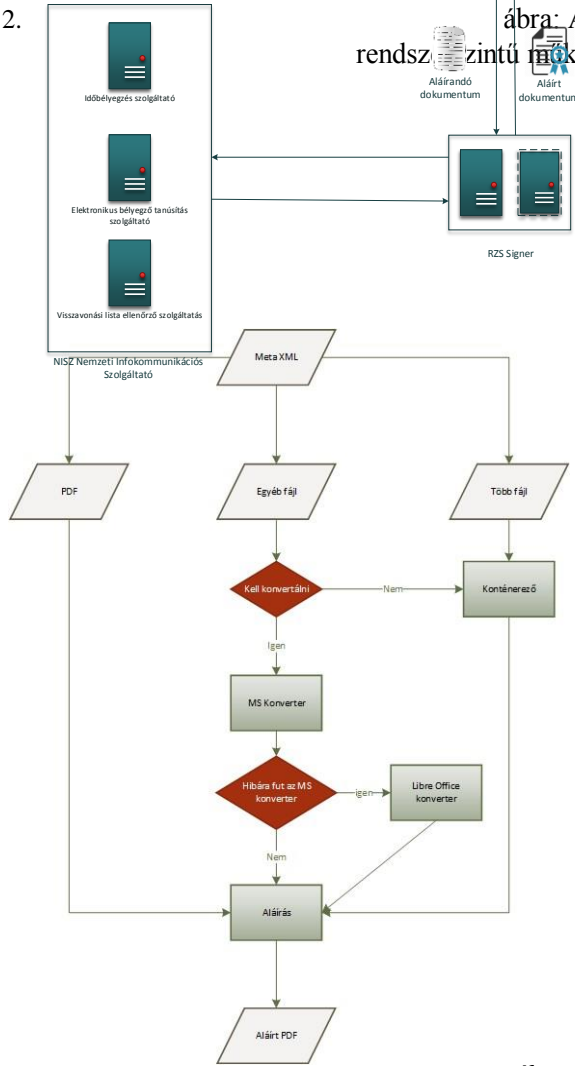 2.
ábra: A
Időbélyegzés szolgáltató
Aláírandó
dokumentum
Aláírt
dokumentum
Elektronikus bélyegző tanúsítás
szolgáltató
RZS Signer
Visszavonási lista ellenőrző szolgáltatás
NISZ Nemzeti Infokommunikációs
Szolgáltató
Meta XML
PDF
Egyéb fájl
Több fájl
Kell konvertálni
Nem
Konténerező
Igen
MS Konverter
Hibára fut az MS
konverter
igen
Libre Office
konverter
Nem
Aláírás
Aláírt PDF